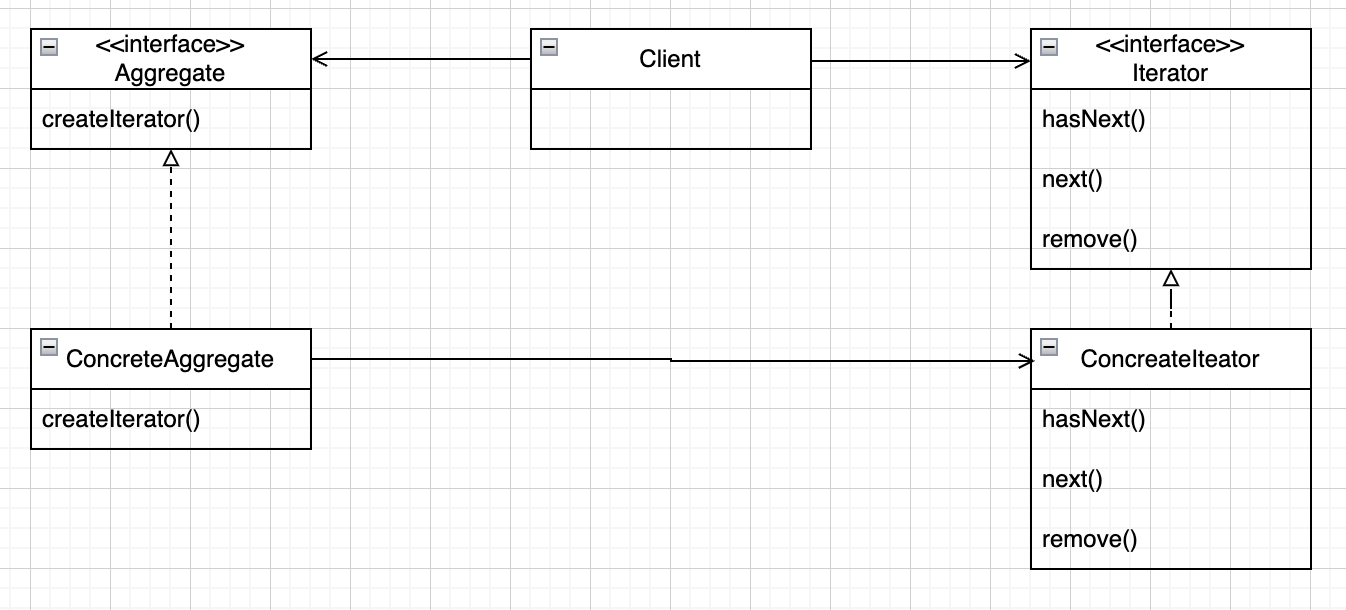 <<interface>>
Aggregate
createIterator()
Client
<<interface>>
Iterator
hasNext()
next()
remove()
ConcreteAggregate
createIterator()
ConcreateIteator
hasNext()
next()
remove()